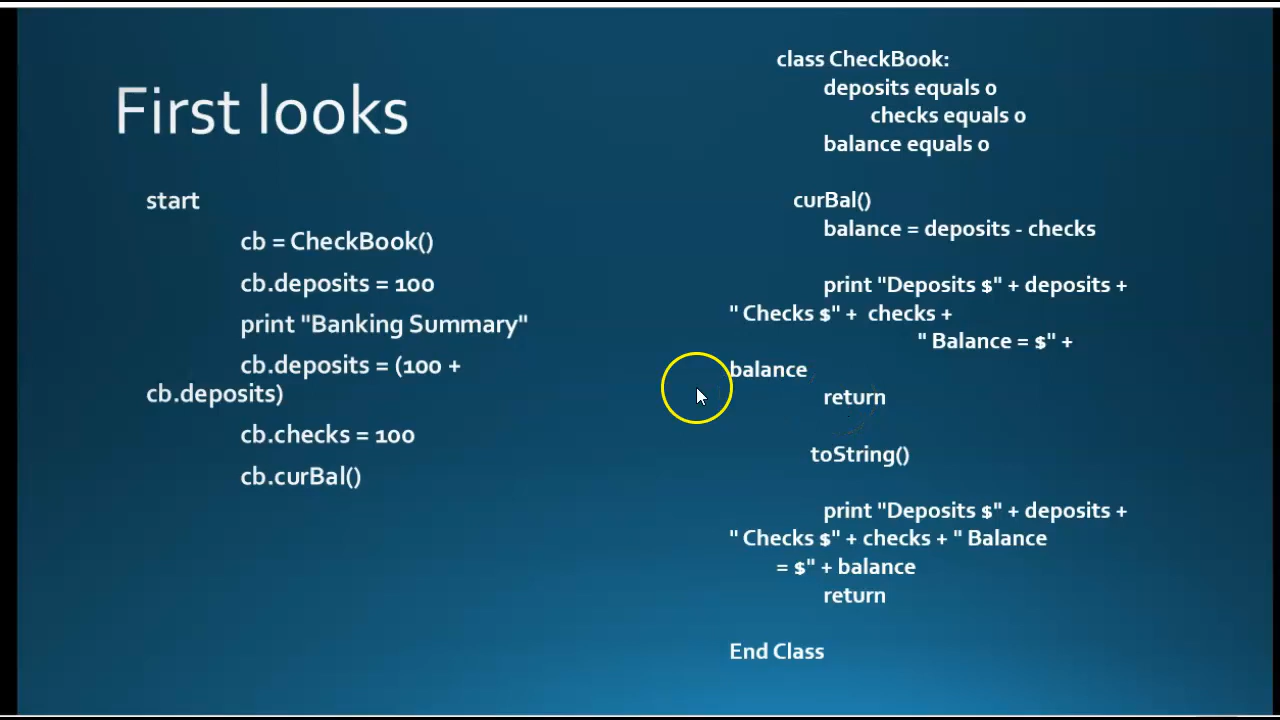 First looks
start
cb = CheckBook()
cb.deposits = 100
print "Banking Summary"
cb.deposits = (100 +
cb.deposits)
cb.checks = 100
cb.curBal()
class CheckBook:
deposits equals 0
checks equals 0
balance equals 0
curBal()
balance = deposits - checks
print "Deposits $" + deposits +
" Checks $" +  checks +
" Balance = $" +
balance
return
toString()
print "Deposits $" + deposits +
" Checks $" + checks + " Balance
= $" + balance
return
End Class